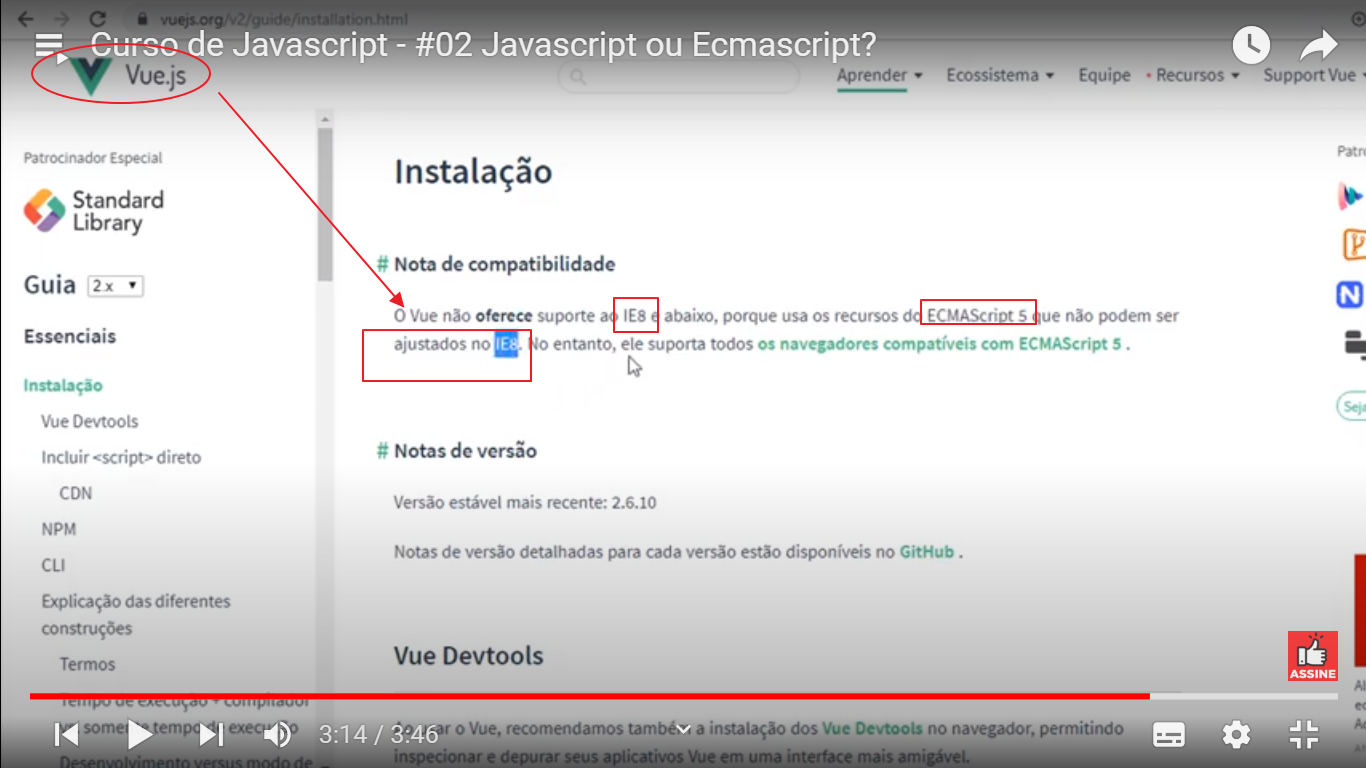 vuejs.org/v2/guide/installation.html
Curso de Javascript - #02 Javascript ou Ecmascript?
Vue.js
Aprender
Ecossistema
Equipe
Recursos
Support Vue
Patrocinador Especial
Standard
Library
Guia 2.x
Essenciais
Instalação
Vue Devtools
Incluir <script> direto
CDN
NPM
CLI
Explicação das diferentes
construções
Termos
Tempo de execução + compilador
somente tempo de execução
Desenvolvimento versus modo de
Instalação
# Nota de compatibilidade
O Vue não oferece suporte ao IE8 e abaixo, porque usa os recursos do ECMAScript 5 que não podem ser
ajustados no IE8. No entanto, ele suporta todos os navegadores compatíveis com ECMAScript 5 .
# Notas de versão
Versão estável mais recente: 2.6.10
Notas de versão detalhadas para cada versão estão disponíveis no GitHub .
Vue Devtools
Ao usar o Vue, recomendamos também a instalação dos Vue Devtools no navegador, permitindo
inspecionar e depurar seus aplicativos Vue em uma interface mais amigável.
Patro
Seja
ASSINE
3:14 / 3:46